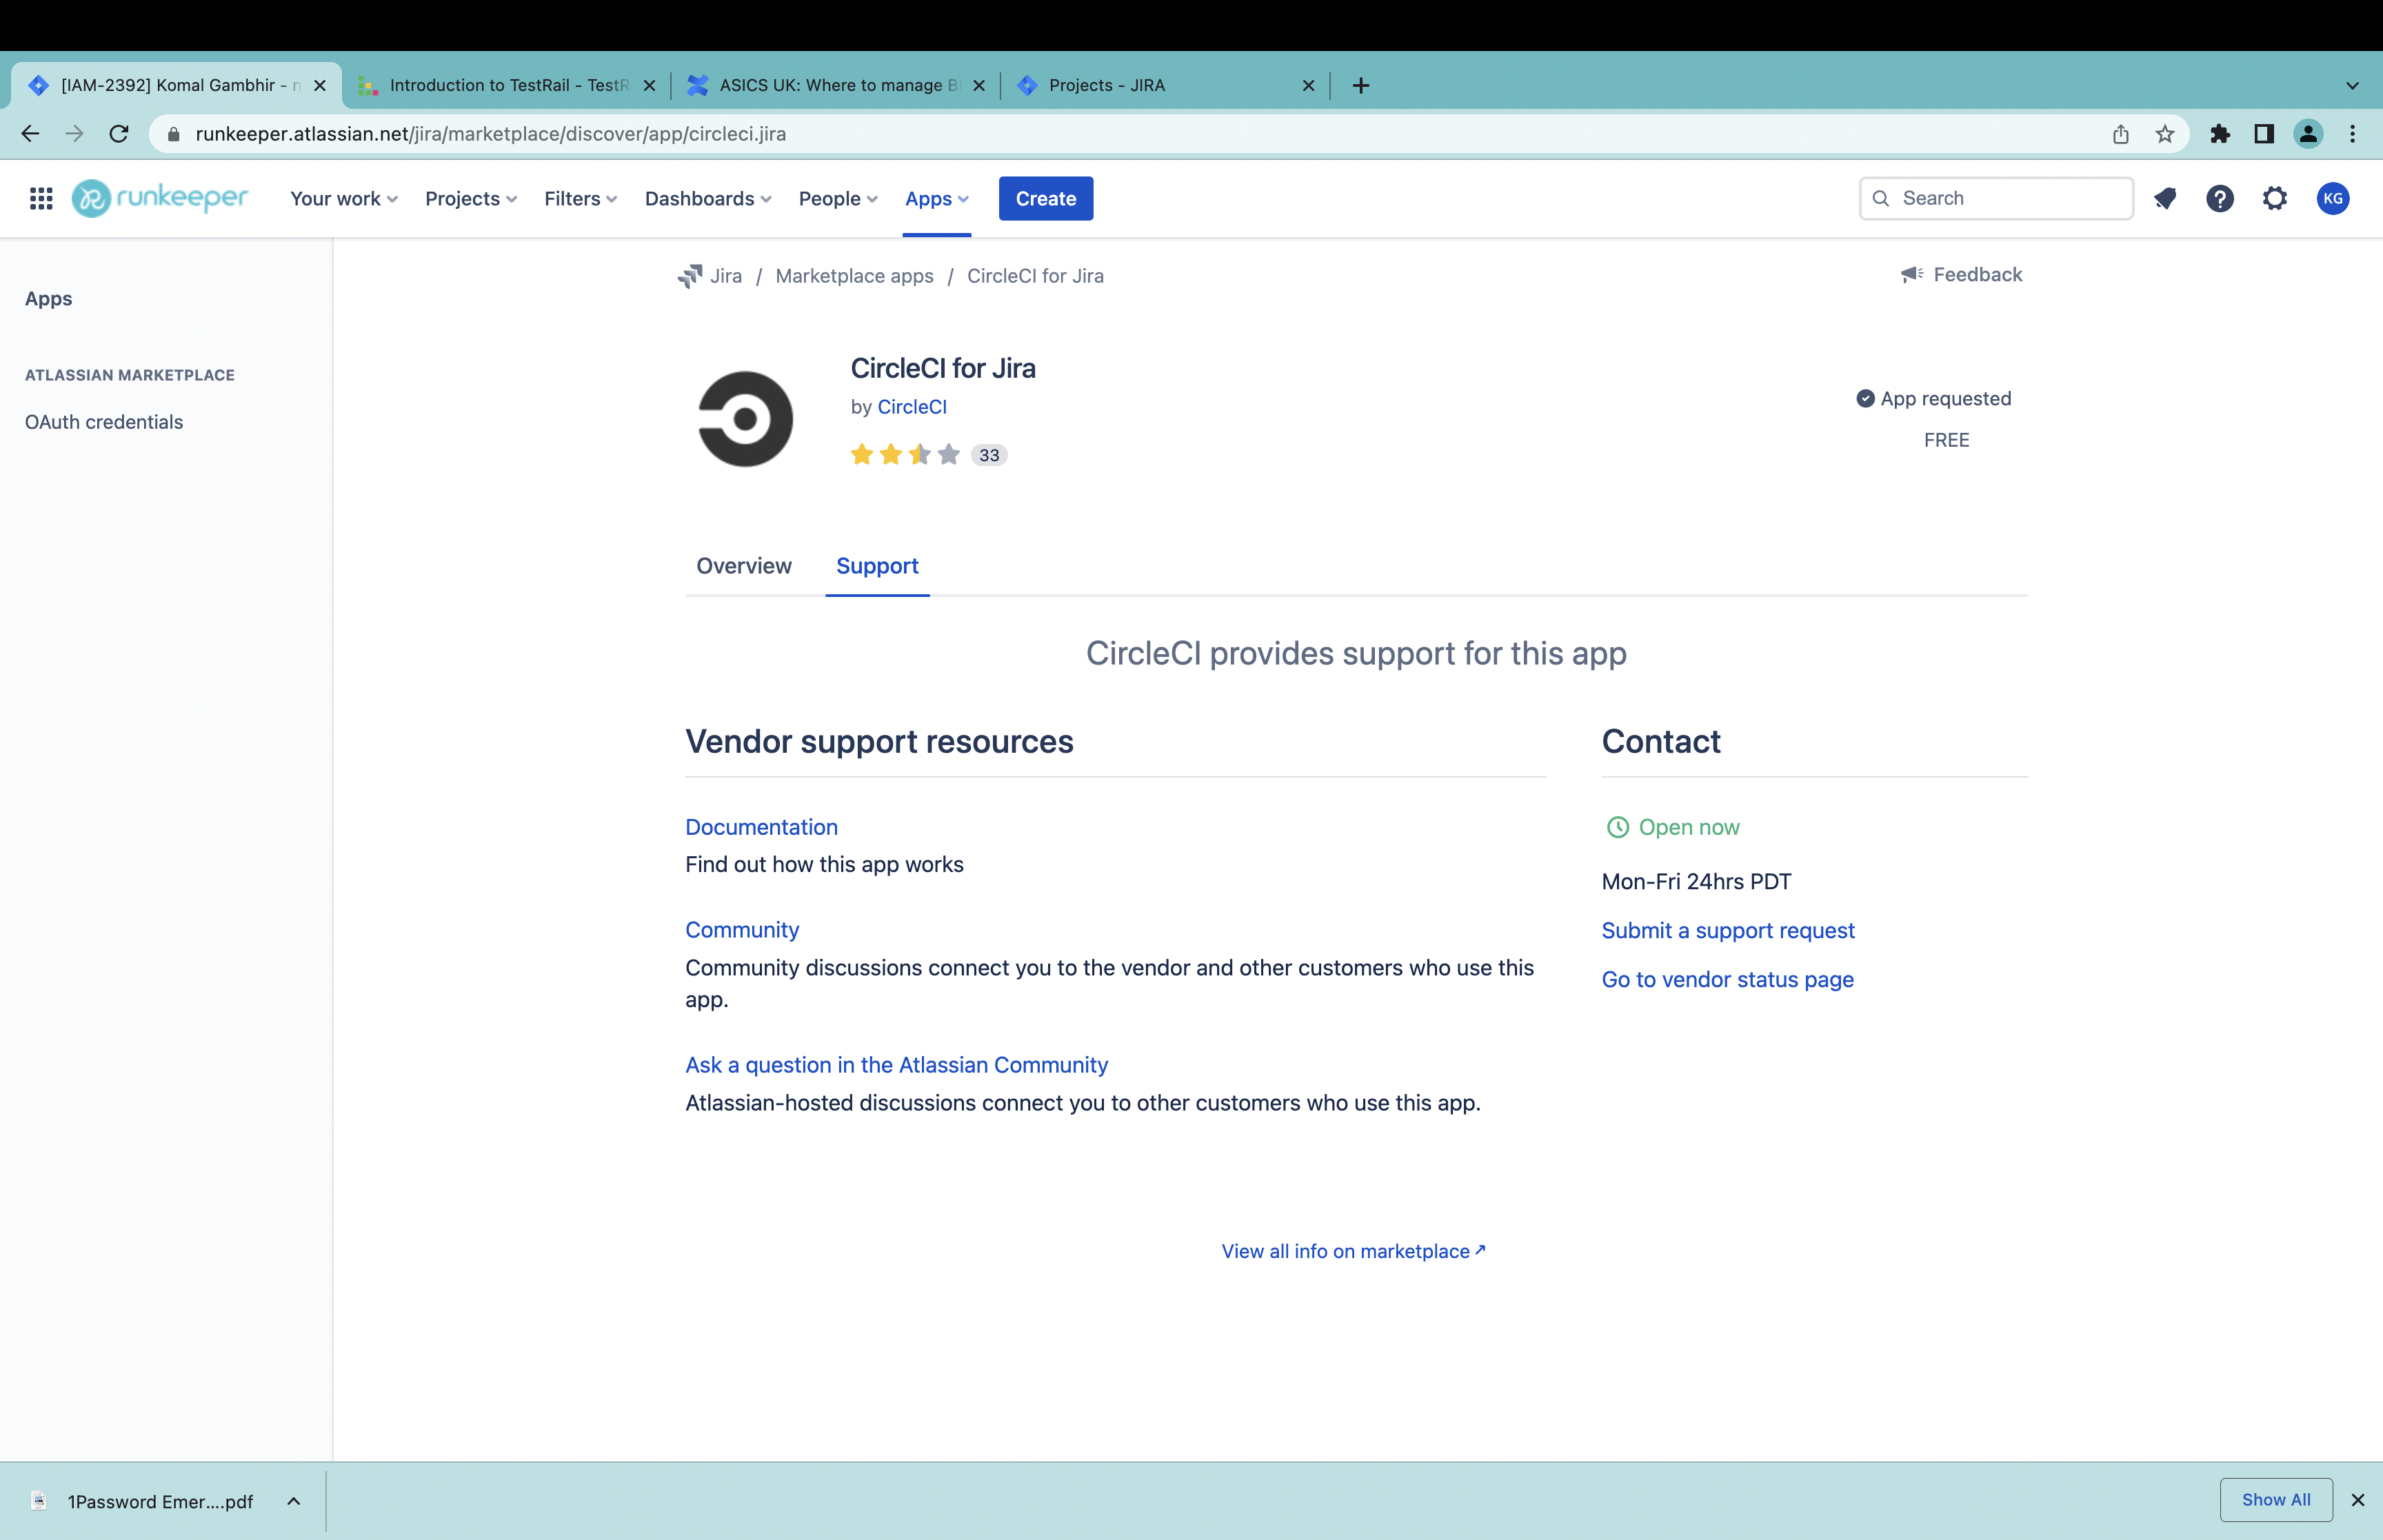 [IAM-2392] Komal Gambhir - n
Introduction to TestRail - TestR
ASICS UK: Where to manage B
Projects - JIRA
runkeeper.atlassian.net/jira/marketplace/discover/app/circleci.jira
runkeeper
Your work
Projects
Filters
Dashboards
People
Apps
Create
Search
KG
Apps
ATLASSIAN MARKETPLACE
OAuth credentials
Jira / Marketplace apps / CircleCI for Jira
Feedback
CircleCI for Jira
by CircleCI
33
App requested
FREE
Overview
Support
CircleCI provides support for this app
Vendor support resources
Documentation
Find out how this app works
Community
Community discussions connect you to the vendor and other customers who use this
app.
Ask a question in the Atlassian Community
Atlassian-hosted discussions connect you to other customers who use this app.
Contact
Open now
Mon-Fri 24hrs PDT
Submit a support request
Go to vendor status page
View all info on marketplace
1Password Emer....pdf
Show All